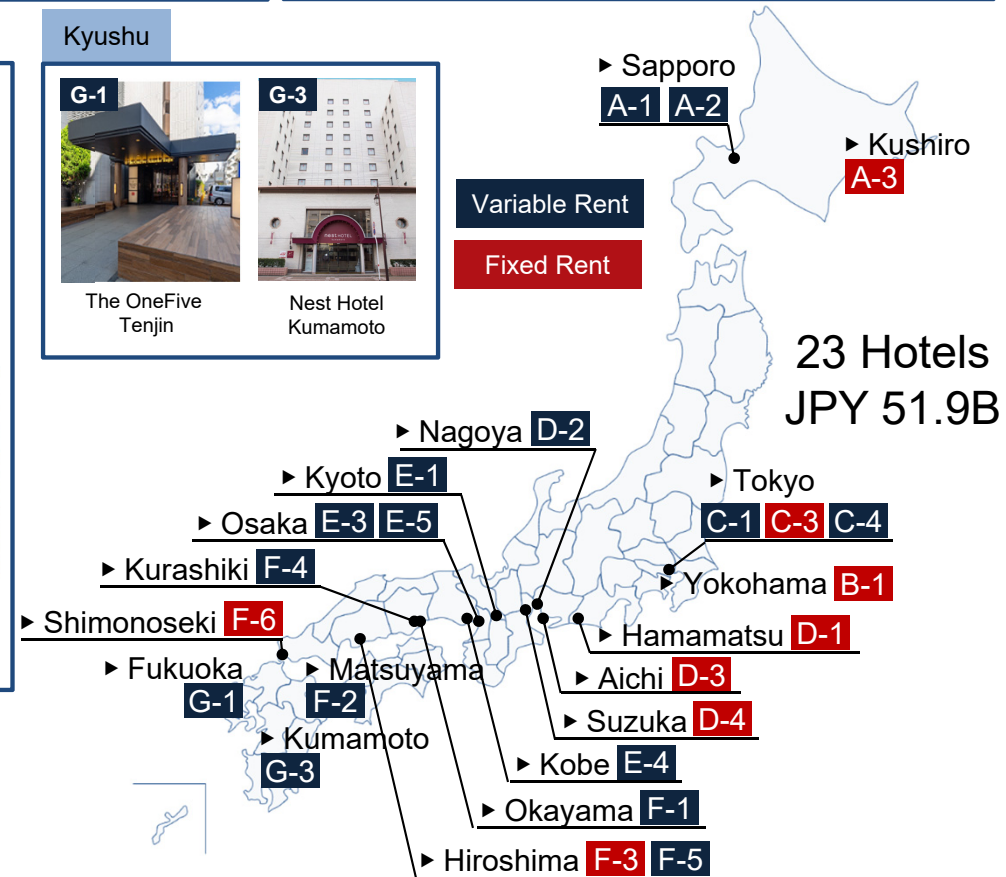 Kyushu
G-1
G-3
nest HOTEL
The OneFive
Tenjin
Nest Hotel
Kumamoto
Variable Rent
Fixed Rent
▶ Sapporo
A-1 A-2
▶ Kushiro
A-3
23 Hotels
JPY 51.9B
▶ Nagoya D-2
▶ Kyoto E-1
▶ Osaka E-3 E-5
▶ Kurashiki F-4
▶ Shimonoseki F-6
▶ Fukuoka
G-1
▶ Matsuyama
F-2
▶ Kumamoto
G-3
▶ Tokyo
C-1 C-3 C-4
▶ Yokohama B-1
▶ Hamamatsu D-1
▶ Aichi D-3
▶ Suzuka D-4
▶ Kobe E-4
▶ Okayama F-1
▶ Hiroshima F-3 F-5